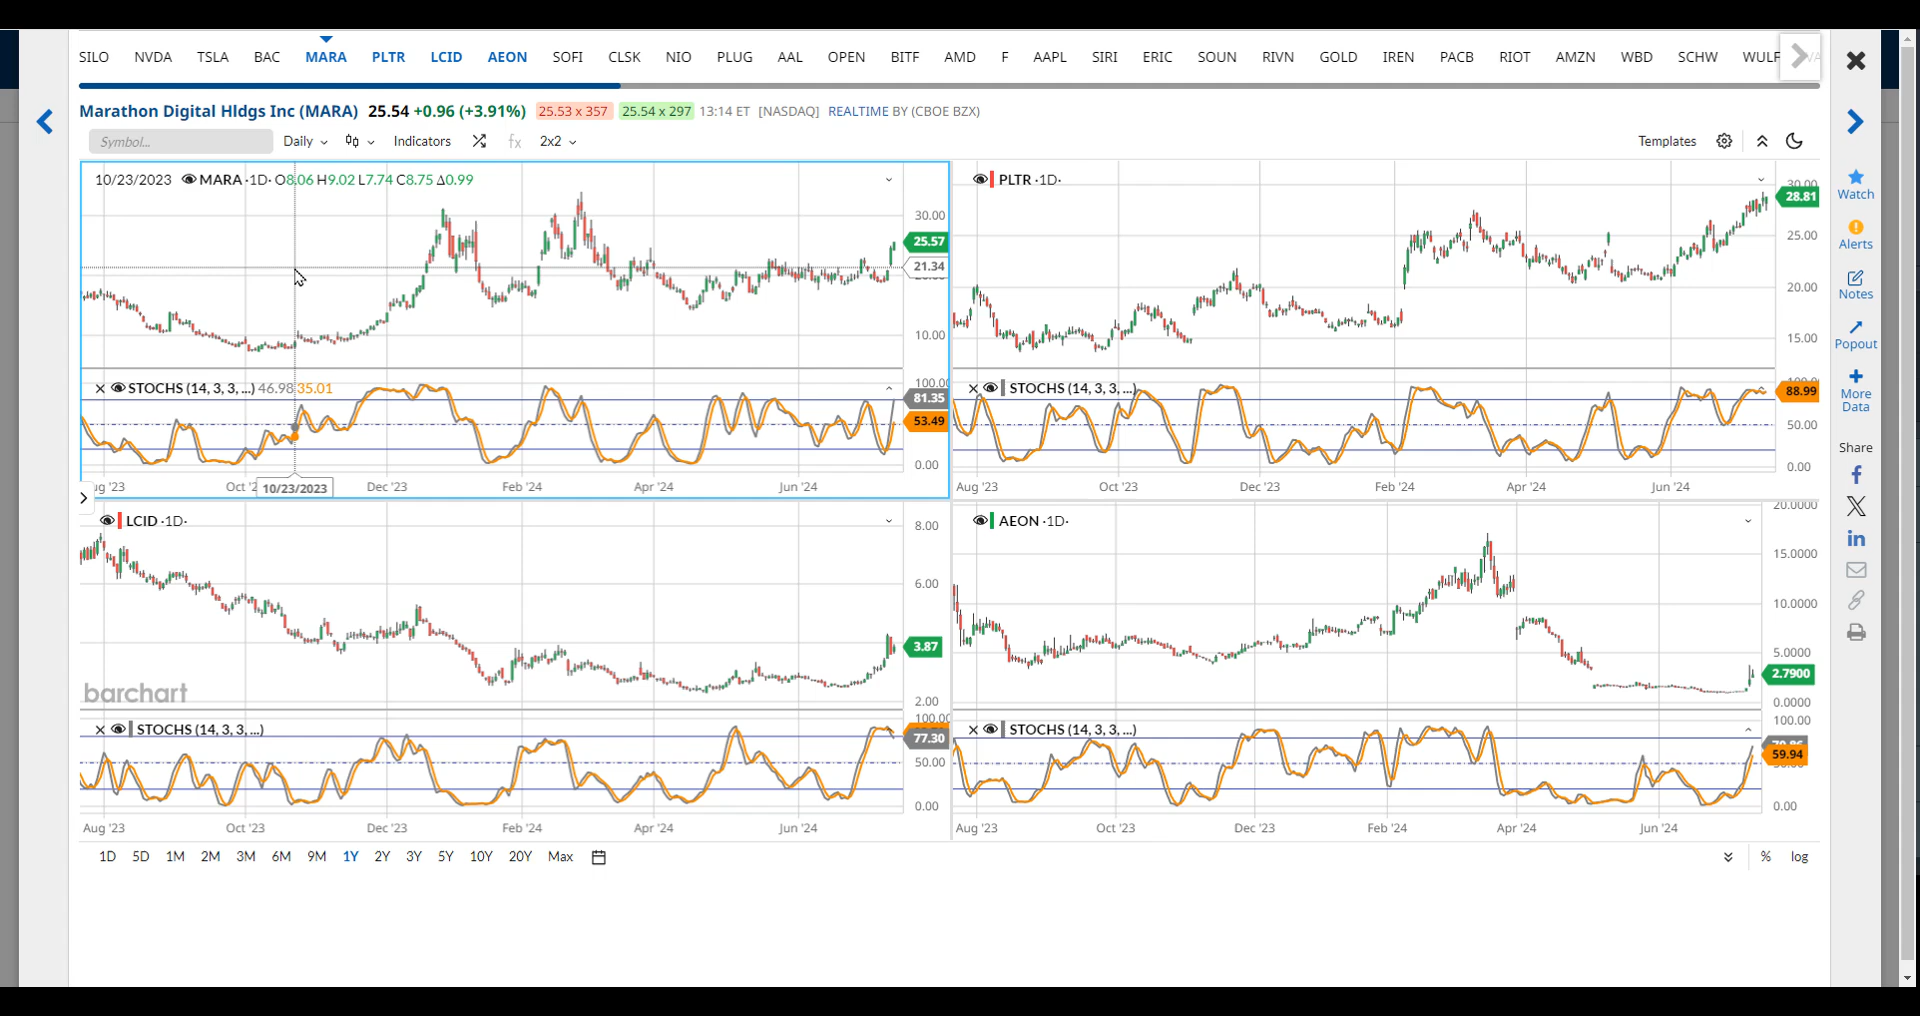 SILO NVDA TSLA BAC MARA PLTR LCID AEON SOFI CLSK NIO PLUG AAL OPEN BITF AMD F AAPL SIRI ERIC SOUN RIVN GOLD IREN PACB RIOT AMZN WBD SCHW WULF
Marathon Digital Hldgs Inc (MARA) 25.54 +0.96 (+3.91%) 25.53 x 357 25.54 x 297 13:14 ET [NASDAQ] REALTIME BY (CBOE BZX)
Symbol... Daily Indicators fx 2x2 Templates
10/23/2023 MARA ·1D· O8.06 H9.02 L7.74 C8.75 Δ0.99
30.00
25.57
21.34
10.00
STOCHS (14, 3, 3, ...) 46.98 35.01
100.00
81.35
53.49
0.00
ug '23 Oct '2 10/23/2023 Dec '23 Feb '24 Apr '24 Jun '24
PLTR ·1D·
30.00
28.81
25.00
20.00
15.00
STOCHS (14, 3, 3, ...)
88.99
50.00
0.00
Aug '23 Oct '23 Dec '23 Feb '24 Apr '24 Jun '24
LCID ·1D·
8.00
6.00
3.87
2.00
barchart
STOCHS (14, 3, 3, ...)
100.00
77.30
50.00
0.00
Aug '23 Oct '23 Dec '23 Feb '24 Apr '24 Jun '24
AEON ·1D·
20.0000
15.0000
10.0000
5.0000
2.7900
0.0000
STOCHS (14, 3, 3, ...)
100.00
59.94
0.00
Aug '23 Oct '23 Dec '23 Feb '24 Apr '24 Jun '24
1D 5D 1M 2M 3M 6M 9M 1Y 2Y 3Y 5Y 10Y 20Y Max % log
Watch
Alerts
Notes
Popout
More
Data
Share